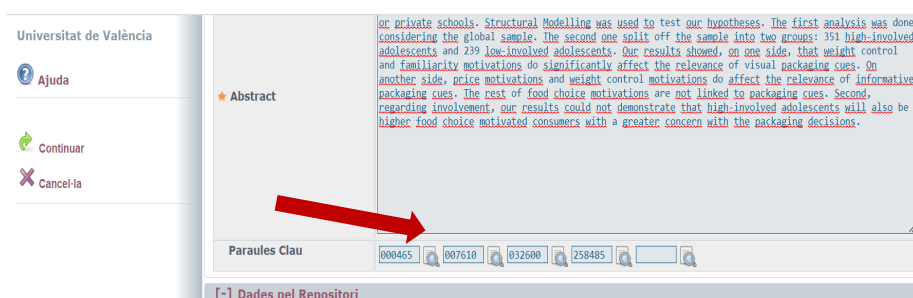 Universitat de València
Ajuda
Continuar
Cancel·la
★ Abstract
or private schools. Structural Modelling was used to test our hypotheses. The first analysis was done
considering the global sample. The second one split off the sample into two groups: 351 high-involved
adolescents and 239 low-involved adolescents. Our results showed, on one side, that weight control
and familiarity motivations do significantly affect the relevance of visual packaging cues. On
another side, price motivations and weight control motivations do affect the relevance of informative
packaging cues. The rest of food choice motivations are not linked to packaging cues. Second,
regarding involvement, our results could not demonstrate that high-involved adolescents will also be
higher food choice motivated consumers with a greater concern with the packaging decisions.
Paraules Clau
000465 007610 032600 258485
[-] Dades pel Repositori